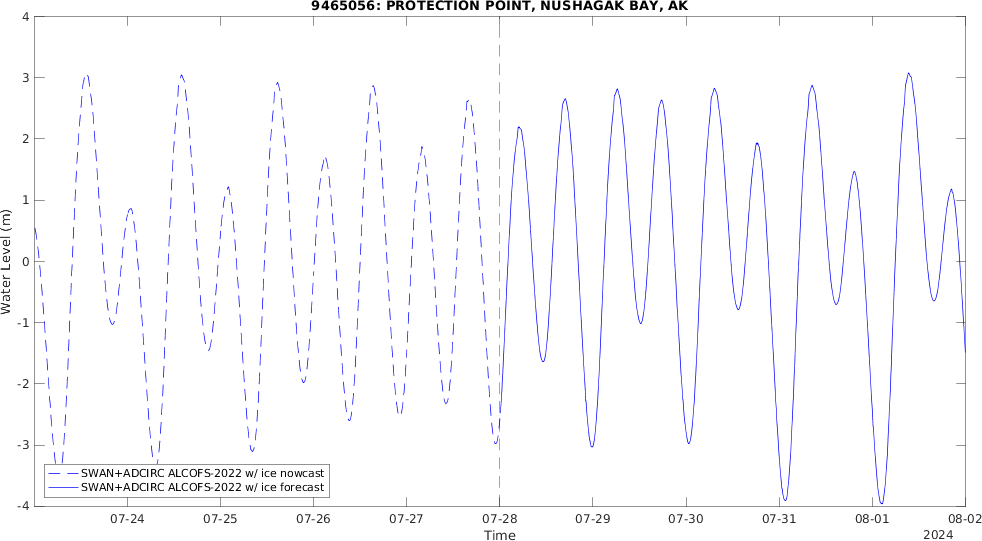 9465056: PROTECTION POINT, NUSHAGAK BAY, AK
Water Level (m)
4
3
2
1
0
-1
-2
-3
-4
SWAN+ADCIRC ALCOFS-2022 w/ ice nowcast
SWAN+ADCIRC ALCOFS-2022 w/ ice forecast
07-24 07-25 07-26 07-27 07-28 07-29 07-30 07-31 08-01 08-02
Time
2024